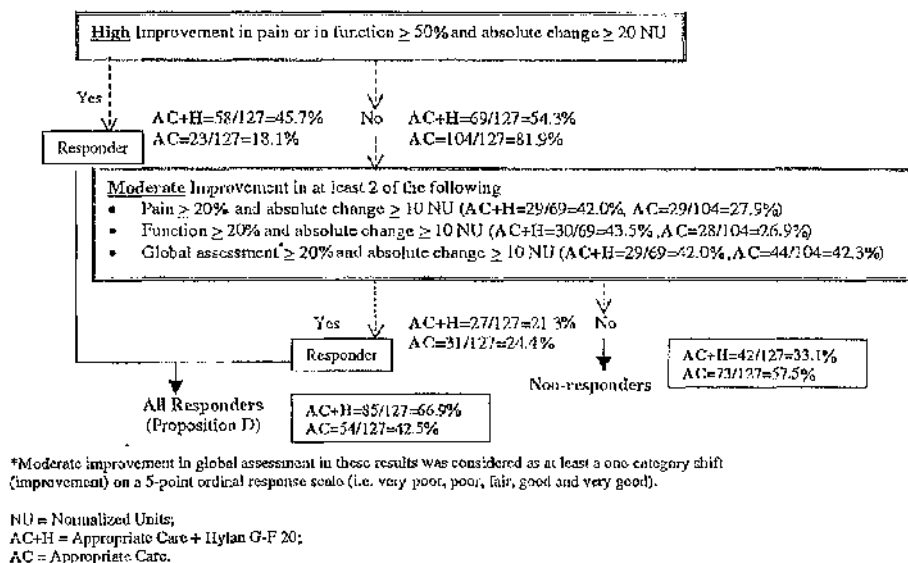 High Improvement in pain or in function ≥ 50% and absolute change ≥ 20 NU
Yes
AC+H=58/127=45.7%
AC=23/127=18.1%
No
AC+H=69/127=54.3%
AC=104/127=81.9%
Responder
Moderate Improvement in at least 2 of the following
• Pain ≥ 20% and absolute change ≥ 10 NU (AC+H=29/69=42.0%, AC=29/104=27.9%)
• Function ≥ 20% and absolute change ≥ 10 NU (AC+H=30/69=43.5% ,AC=28/104=26.9%)
• Global assessment* ≥ 20% and absolute change ≥ 10 NU (AC+H=29/69=42.0% ,AC=44/104=42.3%)
Yes
AC+H=27/127=21.3%
AC=31/127=24.4%
No
Responder
Non-responders
AC+H=42/127=33.1%
AC=73/127=57.5%
All Responders
(Proposition D)
AC+H=85/127=66.9%
AC=54/127=42.5%
*Moderate improvement in global assessment in these results was considered as at least a one category shift
(improvement) on a 5-point ordinal response scale (i.e. very poor, poor, fair, good and very good).
NU = Normalized Units;
AC+H = Appropriate Care + Hylan G-F 20;
AC = Appropriate Care.